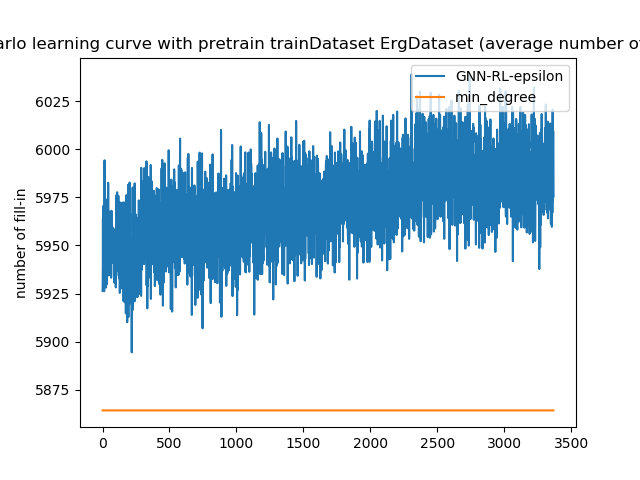 arlo learning curve with pretrain trainDataset ErgDataset (average number of
GNN-RL-epsilon
min_degree
number of fill-in
6025
6000
5975
5950
5925
5900
5875
0 500 1000 1500 2000 2500 3000 3500